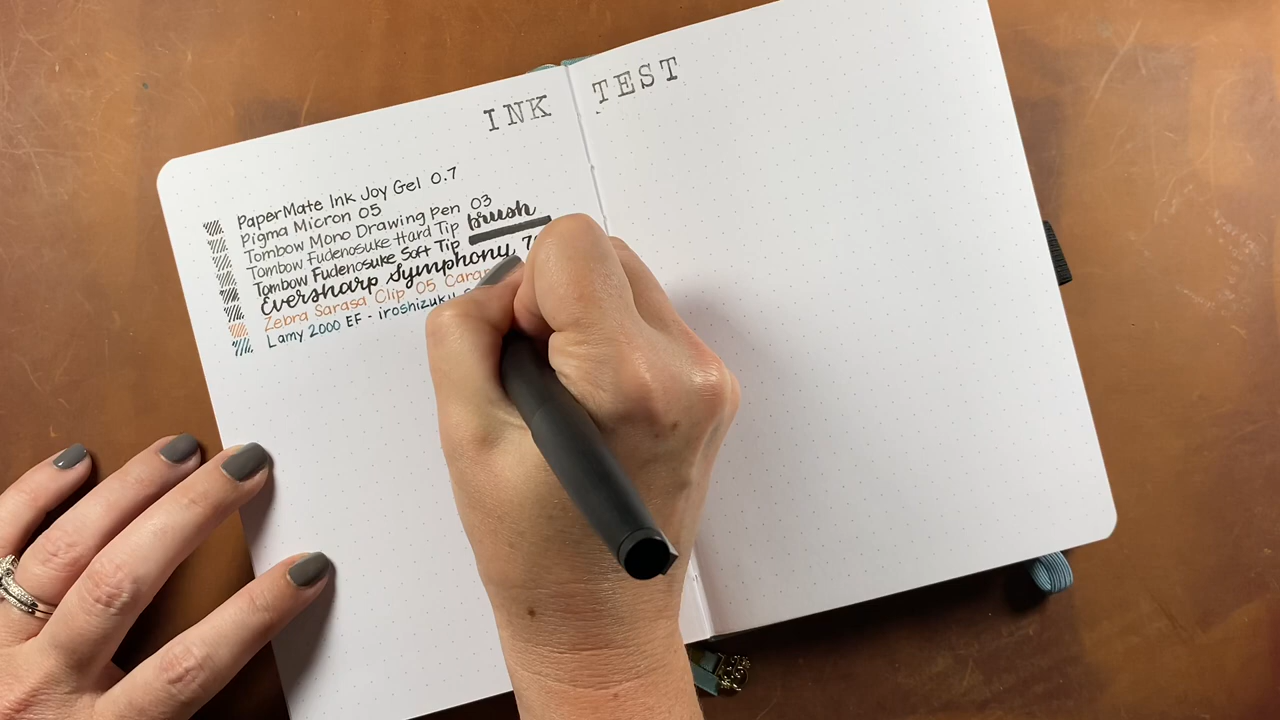 INK TEST
PaperMate Ink Joy Gel 0.7
Pigma Micron 05
Tombow Mono Drawing Pen 03
Tombow Fudenosuke Hard Tip brush
Tombow Fudenosuke Soft Tip
Eversharp Symphony
Zebra Sarasa Clip 05
Lamy 2000 EF - iroshizuku